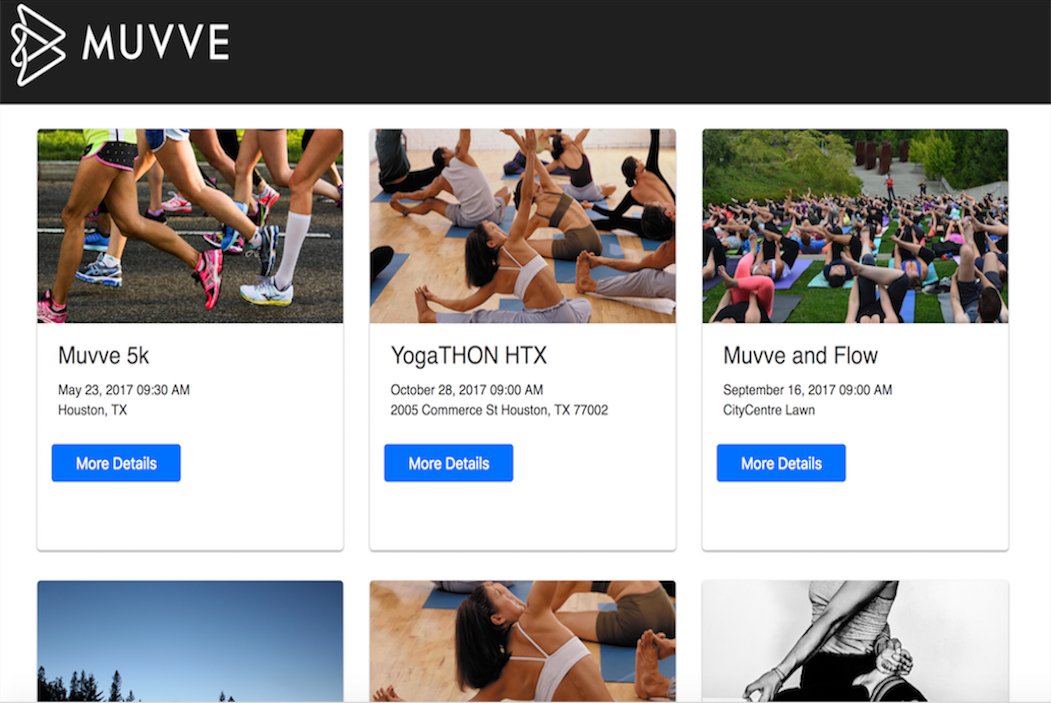 MUVVE
Muvve 5k
May 23, 2017 09:30 AM
Houston, TX
More Details
YogaTHON HTX
October 28, 2017 09:00 AM
2005 Commerce St Houston, TX 77002
More Details
Muvve and Flow
September 16, 2017 09:00 AM
CityCentre Lawn
More Details